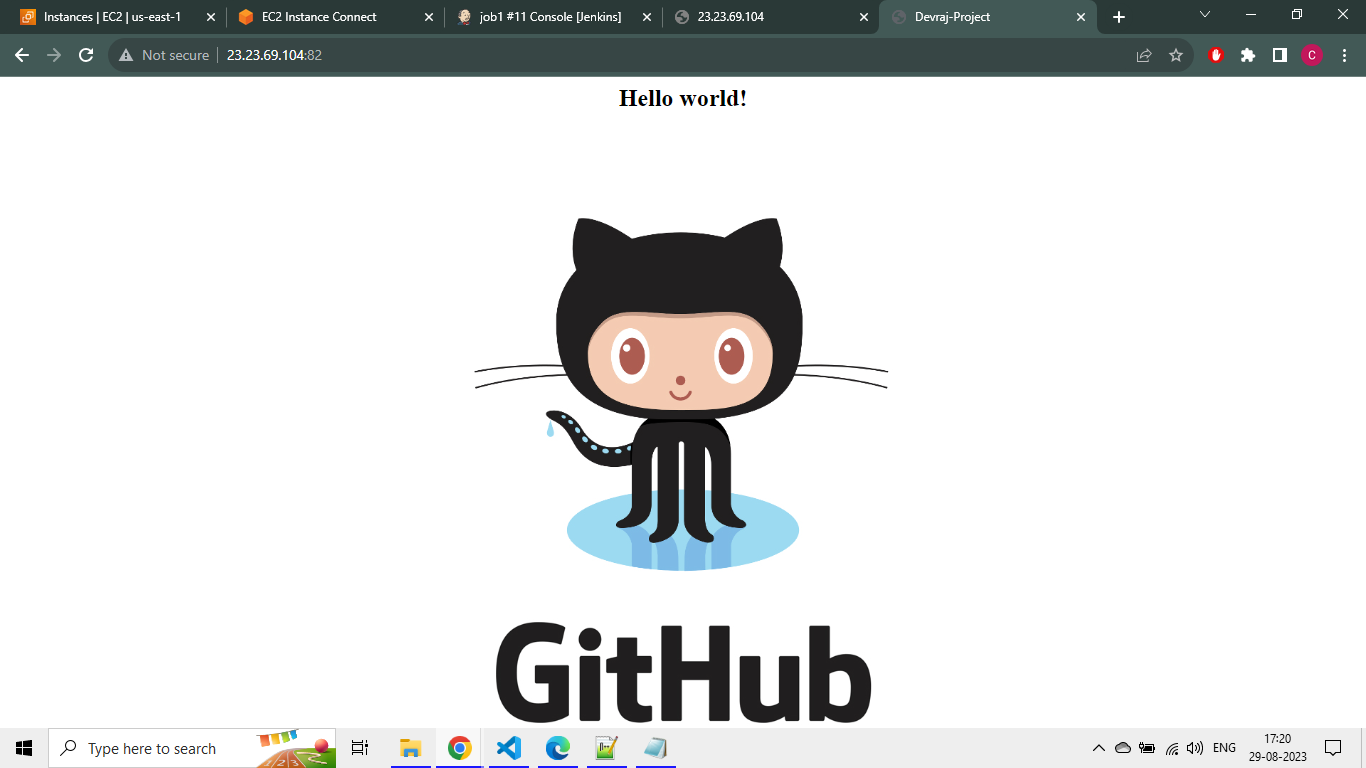 Instances | EC2 | us-east-1
EC2 Instance Connect
job1 #11 Console [Jenkins]
23.23.69.104
Devraj-Project
Not secure
23.23.69.104:82
C
Hello world!
GitHub
Type here to search
ENG
17:20
29-08-2023